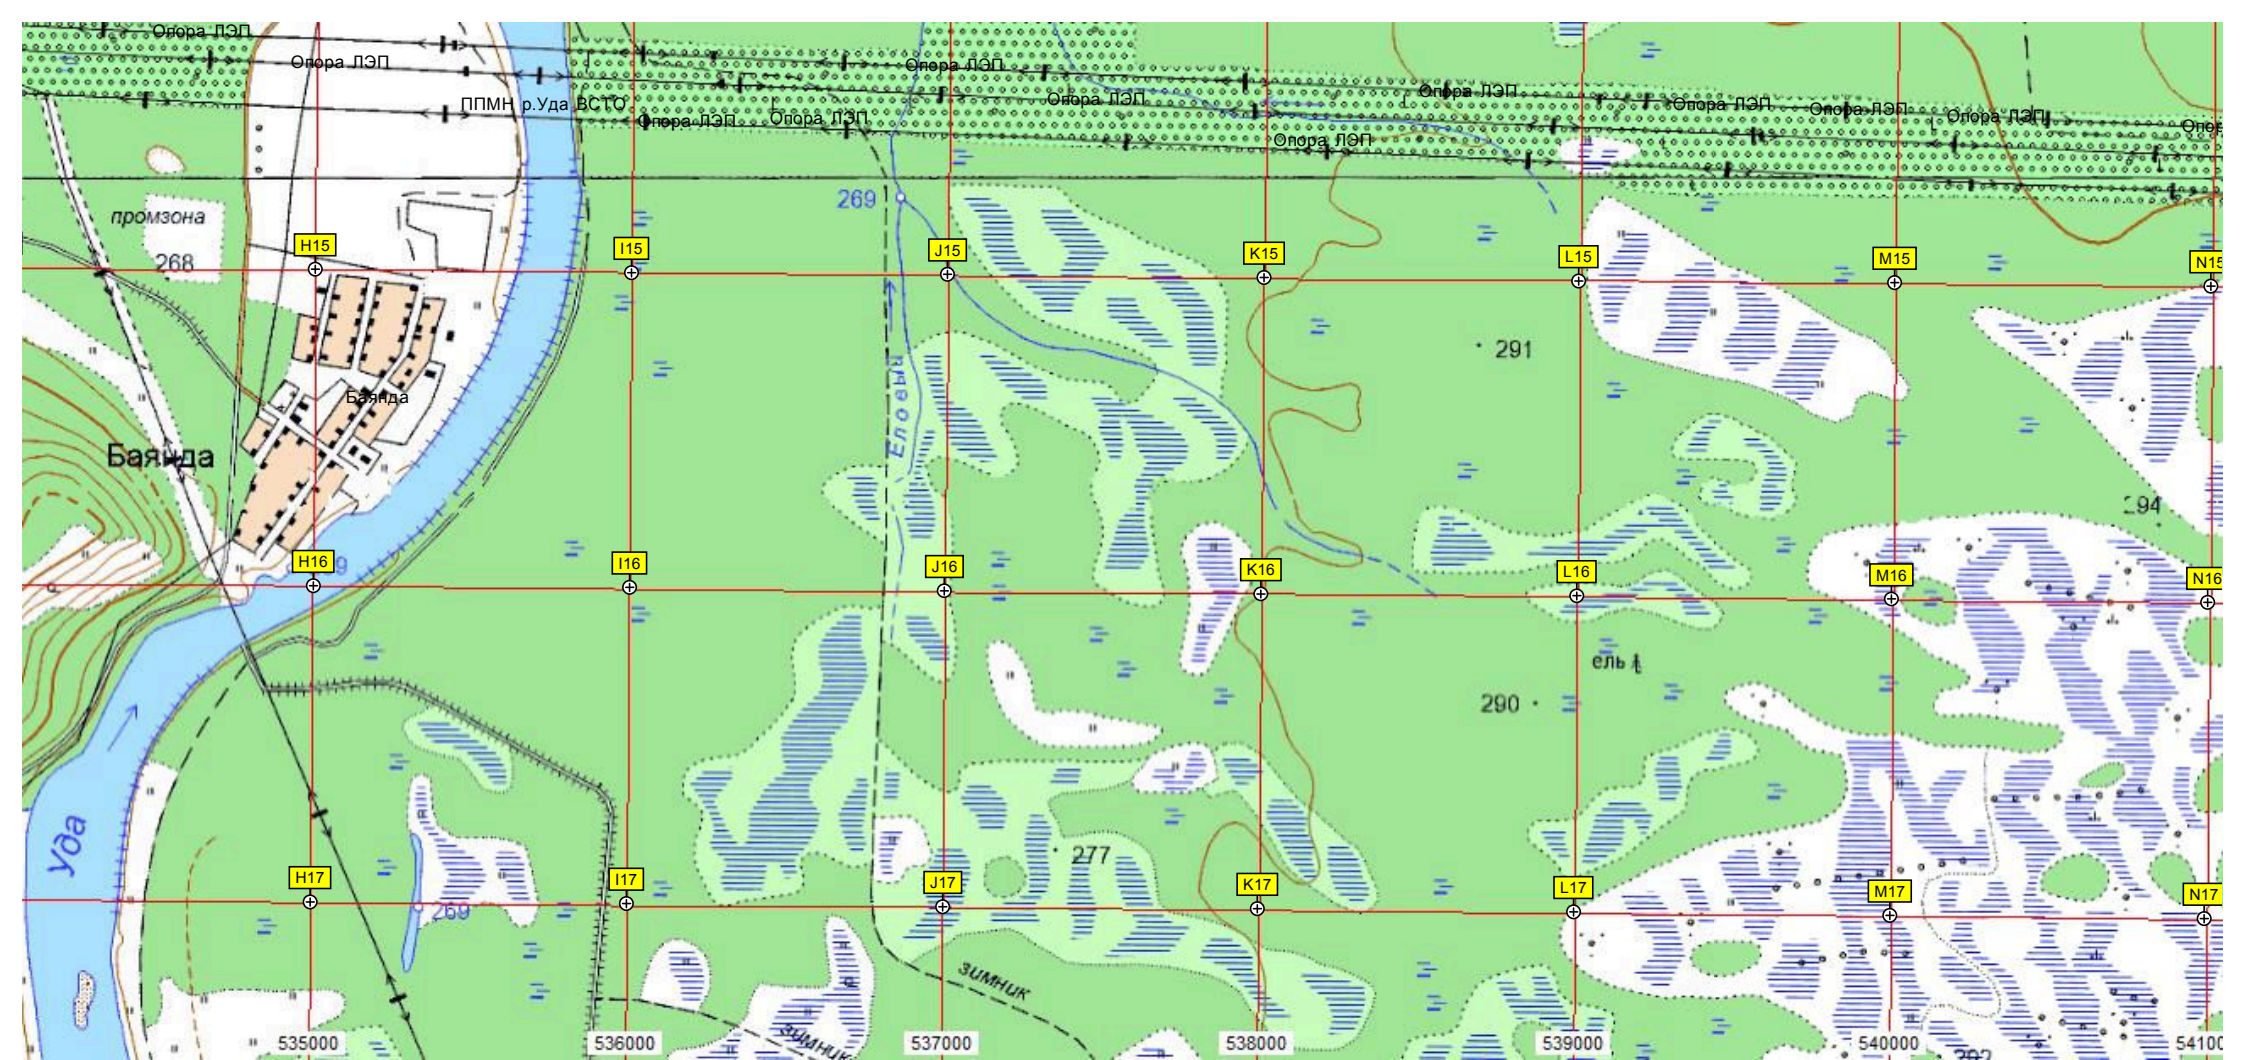 Опора ЛЭП
Опора ЛЭП
Опора ЛЭП
Опора ЛЭП
Опора ЛЭП
ППМН р.Уда ВСТО
Опора ЛЭП
Опора ЛЭП
Опора ЛЭП
Опора ЛЭП
Опора ЛЭП
Опора ЛЭП
269
промзона
268
H15
I15
J15
K15
L15
M15
N15
291
Еловый
Баянда
Баянда
294
H16
I16
J16
K16
L16
M16
N16
ель
290
Уда
277
H17
I17
J17
K17
L17
M17
N17
269
зимник
зимник
535000
536000
537000
538000
539000
540000